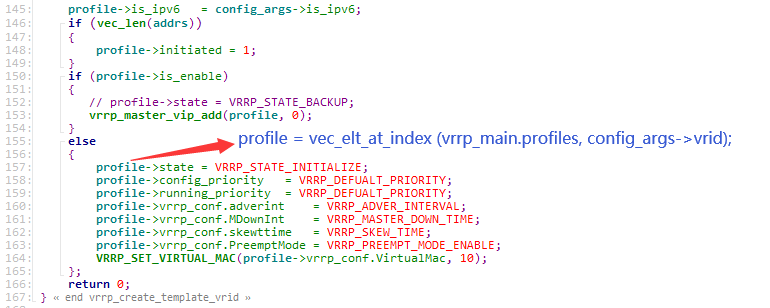 145: profile->is_ipv6 = config_args->is_ipv6;
146: if (vec_len(addrs))
147: {
148: profile->initiated = 1;
149: }
150: if (profile->is_enable)
151: {
152: // profile->state = VRRP_STATE_BACKUP;
153: vrrp_master_vip_add(profile, 0);
154: }
155: else profile = vec_elt_at_index (vrrp_main.profiles, config_args->vrid);
156: {
157: profile->state = VRRP_STATE_INITIALIZE;
158: profile->config_priority = VRRP_DEFUALT_PRIORITY;
159: profile->running_priority = VRRP_DEFUALT_PRIORITY;
160: profile->vrrp_conf.adverint = VRRP_ADVER_INTERVAL;
161: profile->vrrp_conf.MDownInt = VRRP_MASTER_DOWN_TIME;
162: profile->vrrp_conf.skewttime = VRRP_SKEW_TIME;
163: profile->vrrp_conf.PreemptMode = VRRP_PREEMPT_MODE_ENABLE;
164: VRRP_SET_VIRTUAL_MAC(profile->vrrp_conf.VirtualMac, 10);
165: };
166: return 0;
167: } « end vrrp_create_template_vrid »